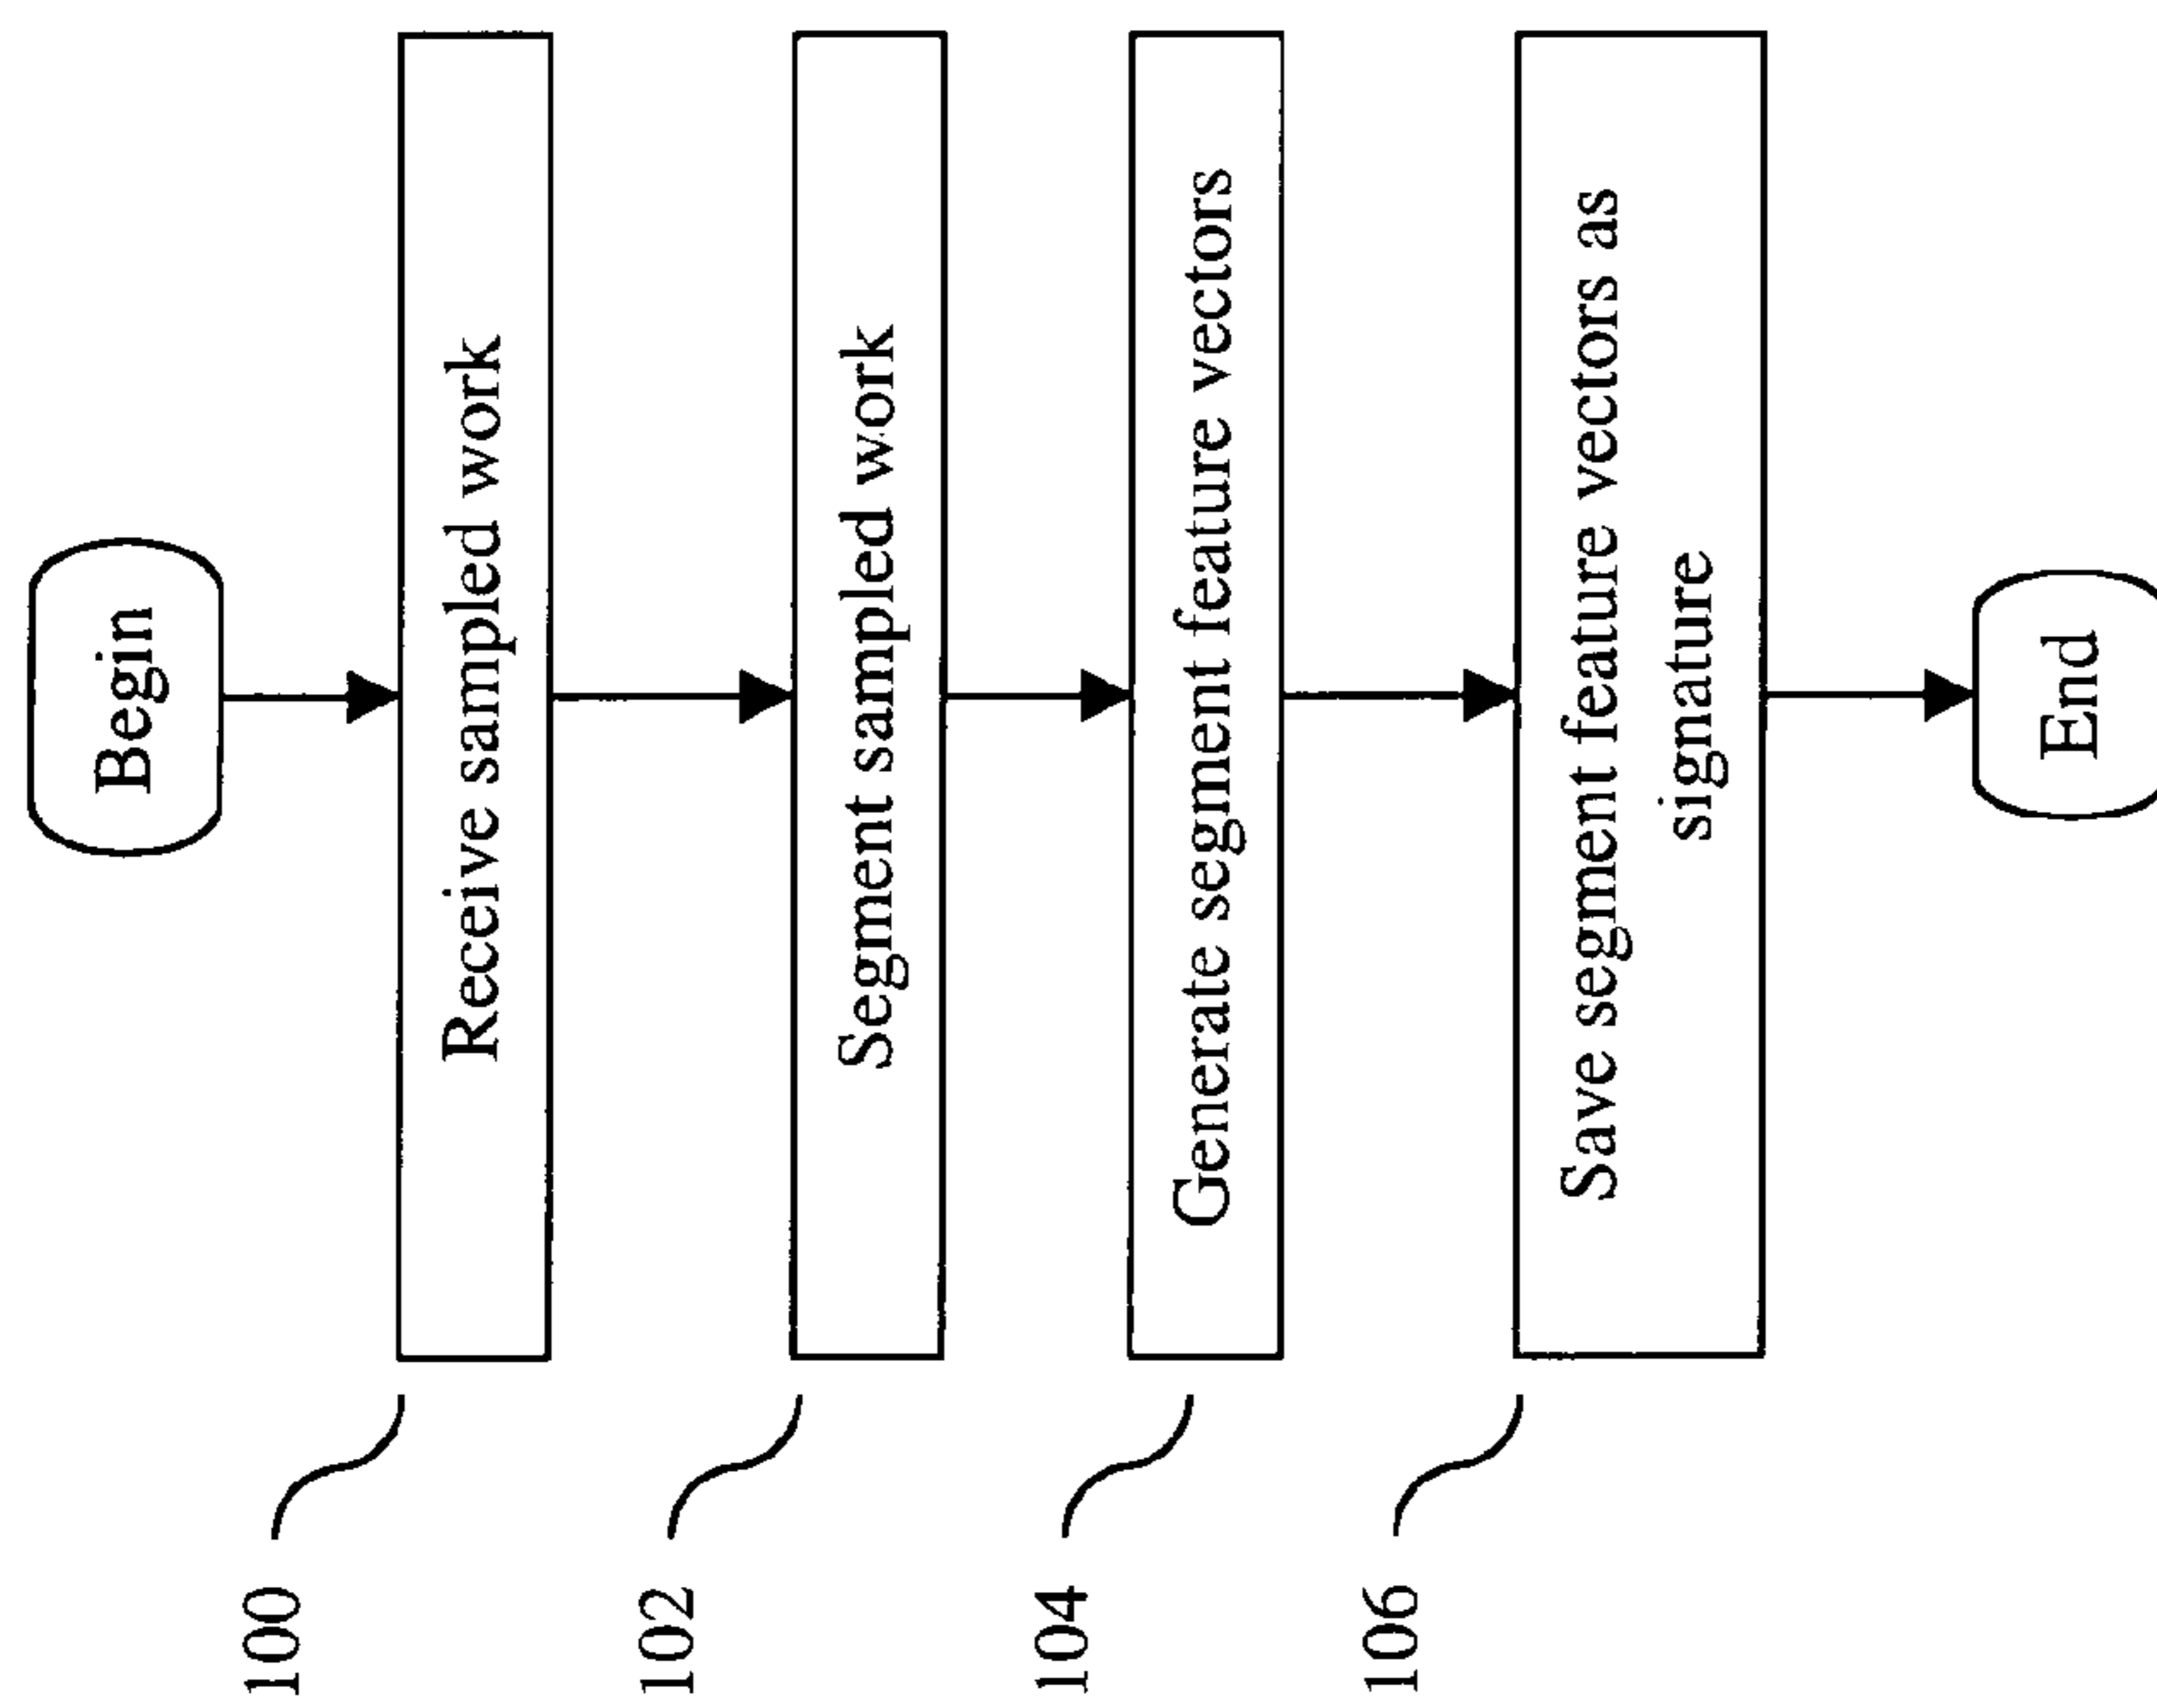 Begin
100
Receive sampled work
102
Segment sampled work
104
Generate segment feature vectors
106
Save segment feature vectors as
signature
End